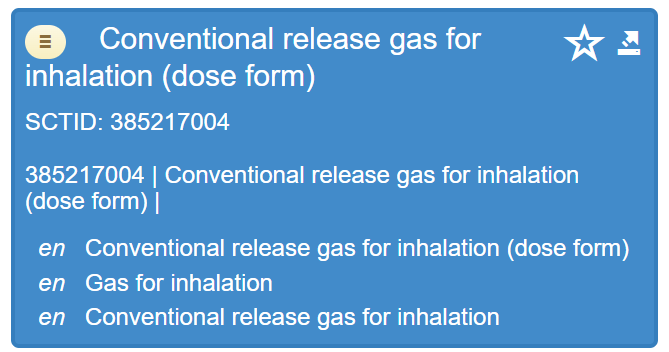 Conventional release gas for
inhalation (dose form)
SCTID: 385217004
385217004 | Conventional release gas for inhalation
(dose form) |
en Conventional release gas for inhalation (dose form)
en Gas for inhalation
en Conventional release gas for inhalation